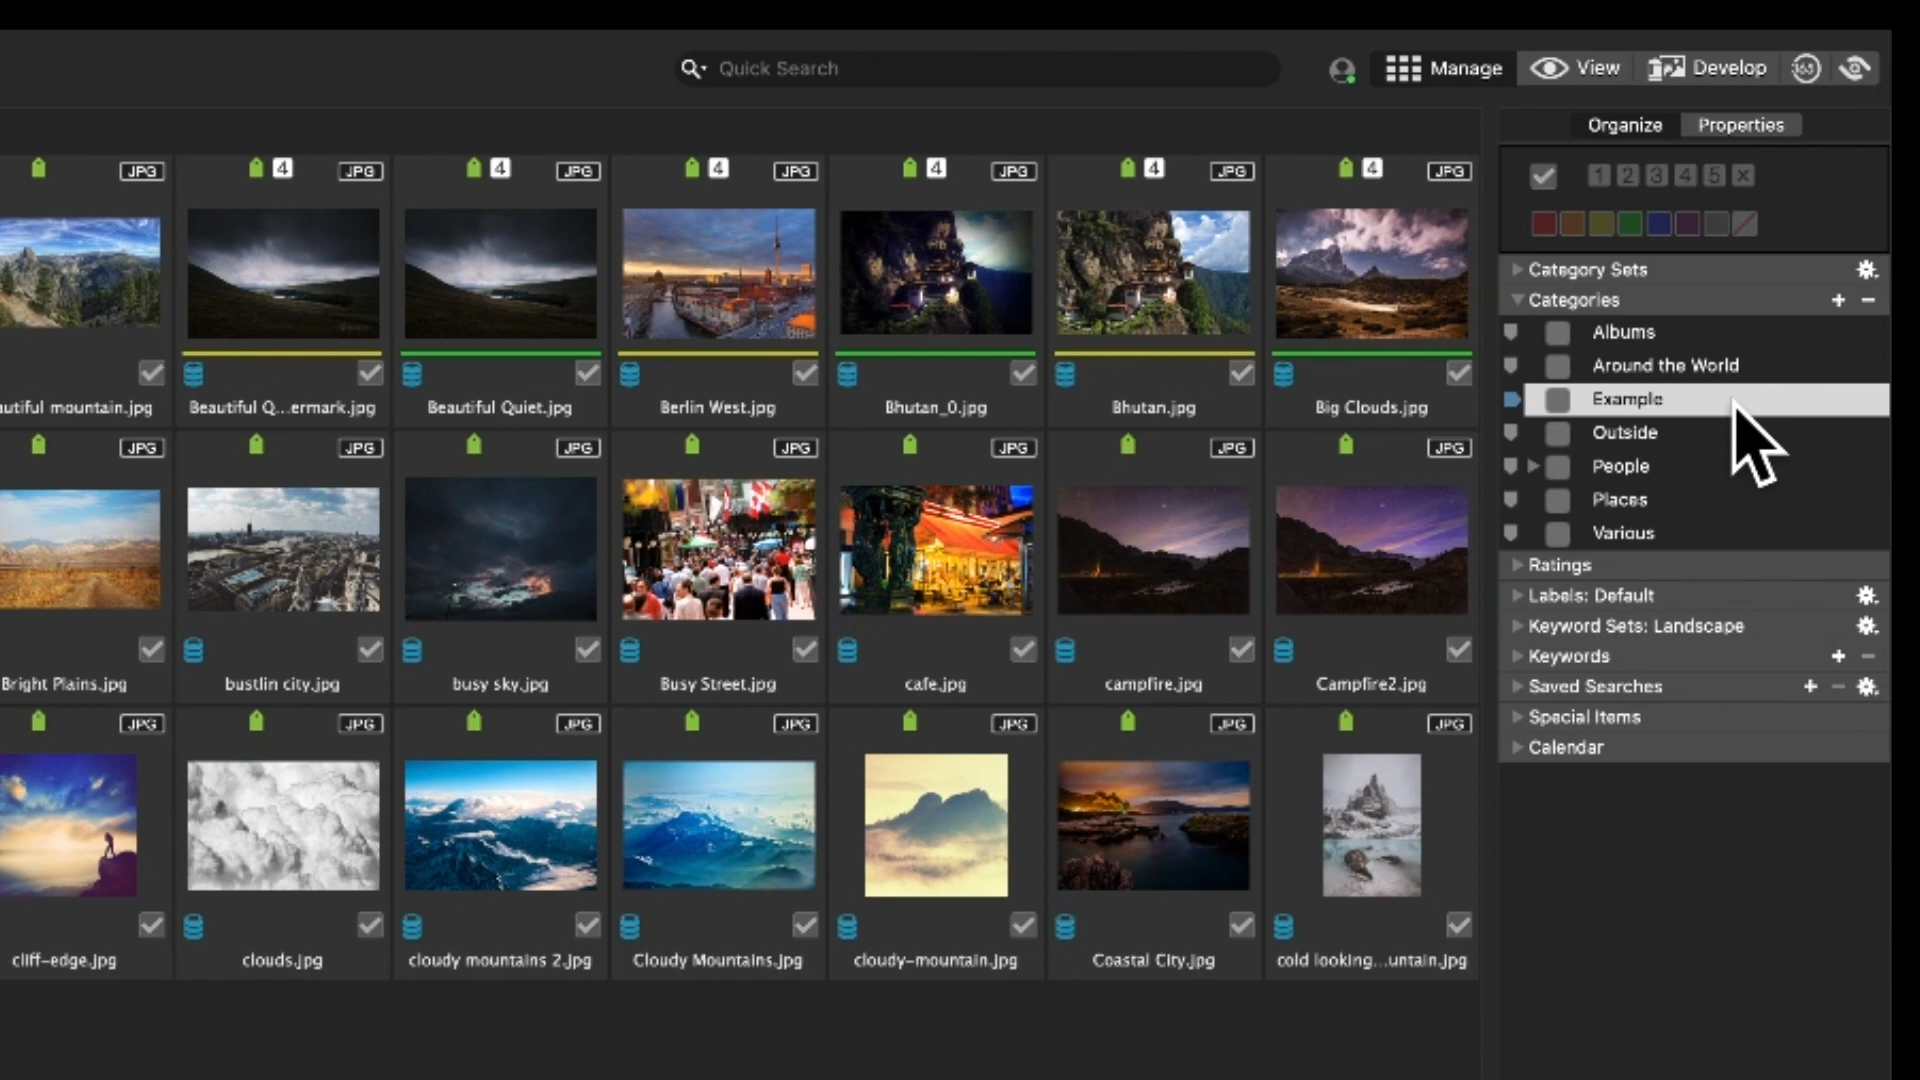 Quick Search
Manage
View
Develop
365
Organize
Properties
JPG
4
JPG
4
JPG
4
JPG
4
JPG
4
JPG
4
JPG
1 2 3 4 5 x
Category Sets
Categories
Albums
Around the World
Example
Outside
People
Places
Various
Ratings
Labels: Default
Keyword Sets: Landscape
Keywords
Saved Searches
Special Items
Calendar
autiful mountain.jpg
Beautiful Q...ermark.jpg
Beautiful Quiet.jpg
Berlin West.jpg
Bhutan_0.jpg
Bhutan.jpg
Big Clouds.jpg
JPG
JPG
JPG
JPG
JPG
JPG
JPG
Bright Plains.jpg
bustlin city.jpg
busy sky.jpg
Busy Street.jpg
cafe.jpg
campfire.jpg
Campfire2.jpg
JPG
JPG
JPG
JPG
JPG
JPG
JPG
cliff-edge.jpg
clouds.jpg
cloudy mountains 2.jpg
Cloudy Mountains.jpg
cloudy-mountain.jpg
Coastal City.jpg
cold looking...untain.jpg